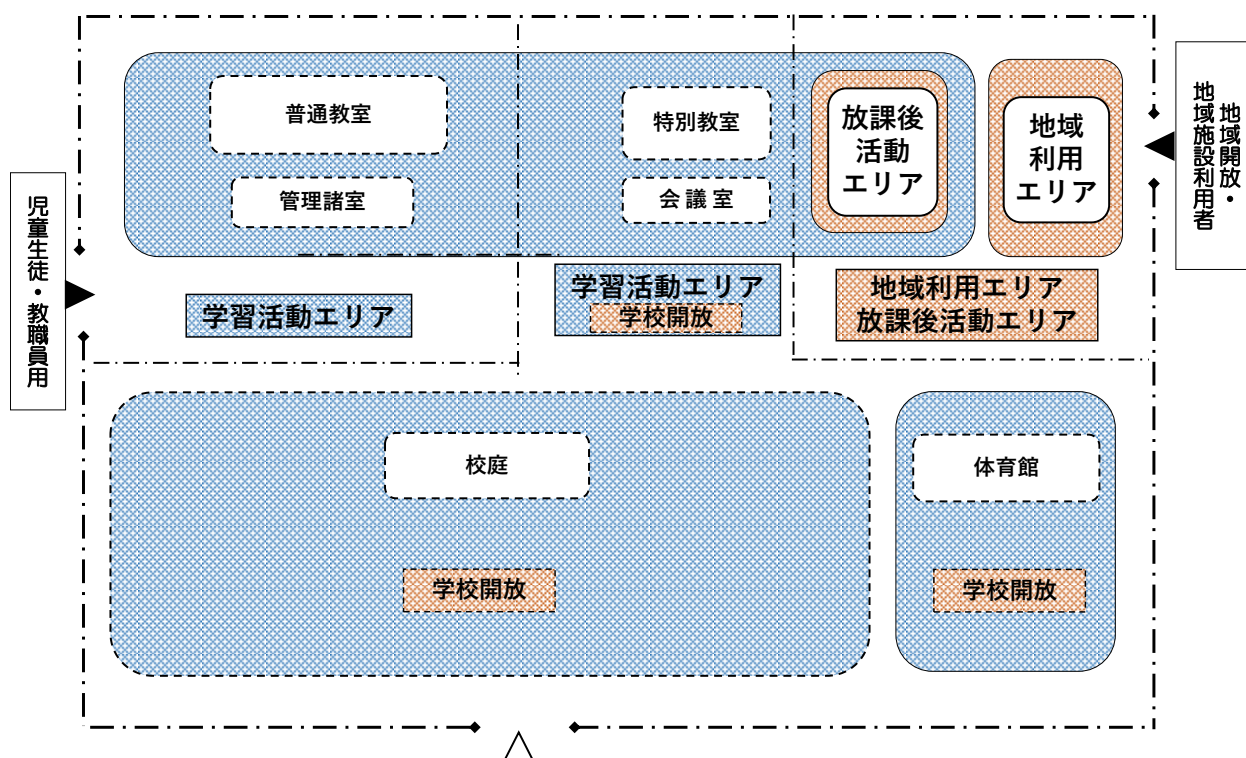 普通教室
管理諸室
特別教室
会議室
放課後
活動
エリア
地域
利用
エリア
地域開放・
地域施設利用者
児童生徒・教職員用
学習活動エリア
学習活動エリア
学校開放
地域利用エリア
放課後活動エリア
校庭
学校開放
体育館
学校開放